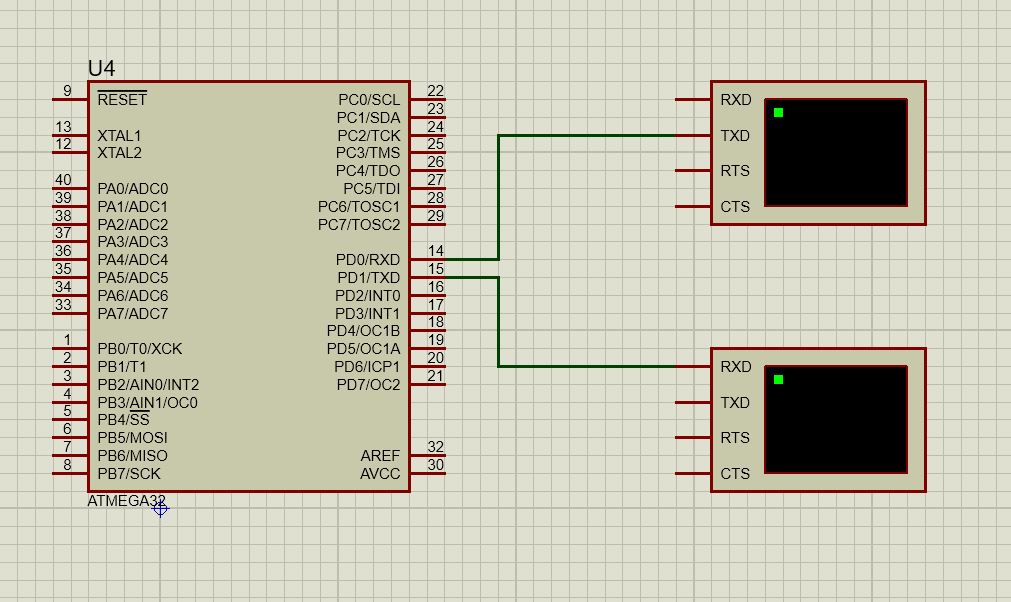 U4
9 RESET
13 XTAL1
12 XTAL2
40 PA0/ADC0
39 PA1/ADC1
38 PA2/ADC2
37 PA3/ADC3
36 PA4/ADC4
35 PA5/ADC5
34 PA6/ADC6
33 PA7/ADC7
1 PB0/T0/XCK
2 PB1/T1
3 PB2/AIN0/INT2
4 PB3/AIN1/OC0
5 PB4/SS
6 PB5/MOSI
7 PB6/MISO
8 PB7/SCK
PC0/SCL 22
PC1/SDA 23
PC2/TCK 24
PC3/TMS 25
PC4/TDO 26
PC5/TDI 27
PC6/TOSC1 28
PC7/TOSC2 29
PD0/RXD 14
PD1/TXD 15
PD2/INT0 16
PD3/INT1 17
PD4/OC1B 18
PD5/OC1A 19
PD6/ICP1 20
PD7/OC2 21
AREF 32
AVCC 30
ATMEGA32
RXD
TXD
RTS
CTS
RXD
TXD
RTS
CTS